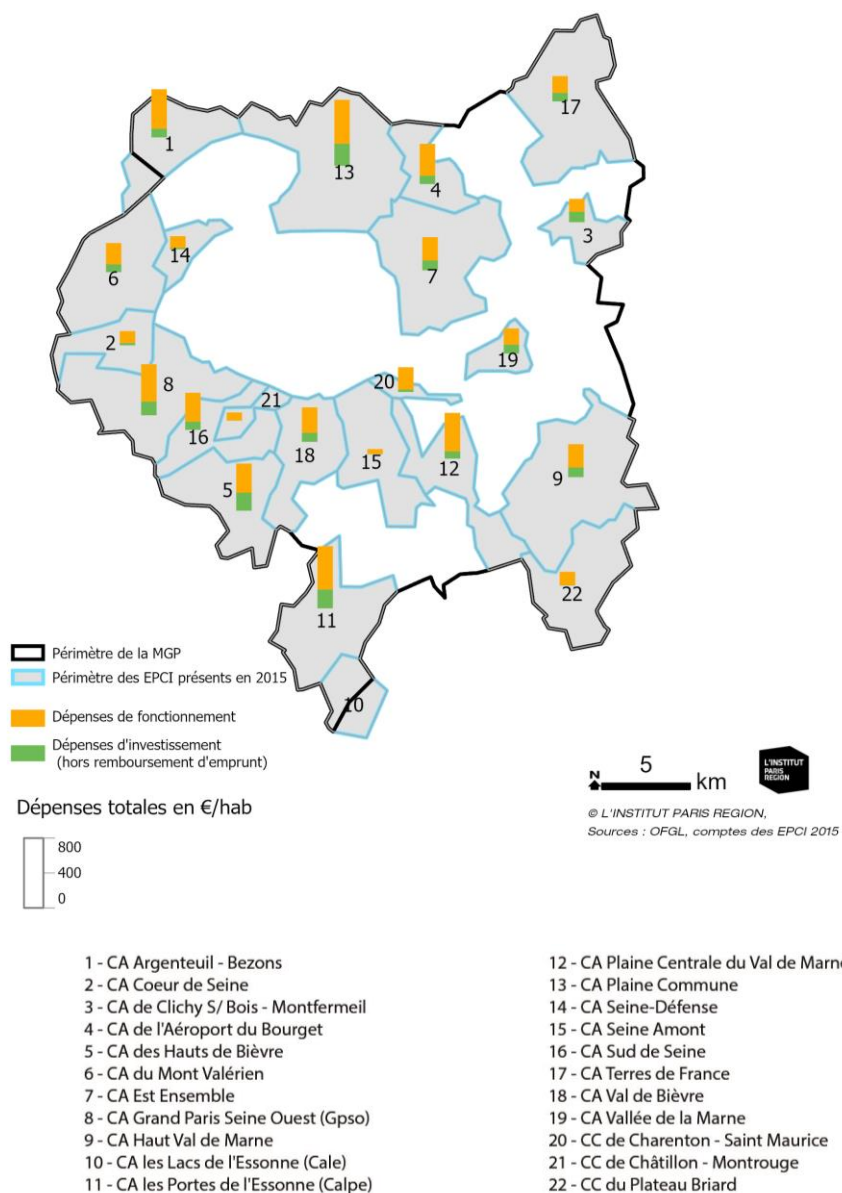 1
17
13
4
3
14
6
7
2
19
20
8
21
16
18
15
12
5
9
22
11
10
Périmètre de la MGP
Périmètre des EPCI présents en 2015
Dépenses de fonctionnement
Dépenses d'investissement
(hors remboursement d'emprunt)
Dépenses totales en €/hab
800
400
0
N
5
km
L'INSTITUT
PARIS
REGION
© L'INSTITUT PARIS REGION,
Sources : OFGL, comptes des EPCI 2015
1 - CA Argenteuil - Bezons
2 - CA Coeur de Seine
3 - CA de Clichy S/ Bois - Montfermeil
4 - CA de l'Aéroport du Bourget
5 - CA des Hauts de Bièvre
6 - CA du Mont Valérien
7 - CA Est Ensemble
8 - CA Grand Paris Seine Ouest (Gpso)
9 - CA Haut Val de Marne
10 - CA les Lacs de l'Essonne (Cale)
11 - CA les Portes de l'Essonne (Calpe)
12 - CA Plaine Centrale du Val de Marne
13 - CA Plaine Commune
14 - CA Seine-Défense
15 - CA Seine Amont
16 - CA Sud de Seine
17 - CA Terres de France
18 - CA Val de Bièvre
19 - CA Vallée de la Marne
20 - CC de Charenton - Saint Maurice
21 - CC de Châtillon - Montrouge
22 - CC du Plateau Briard